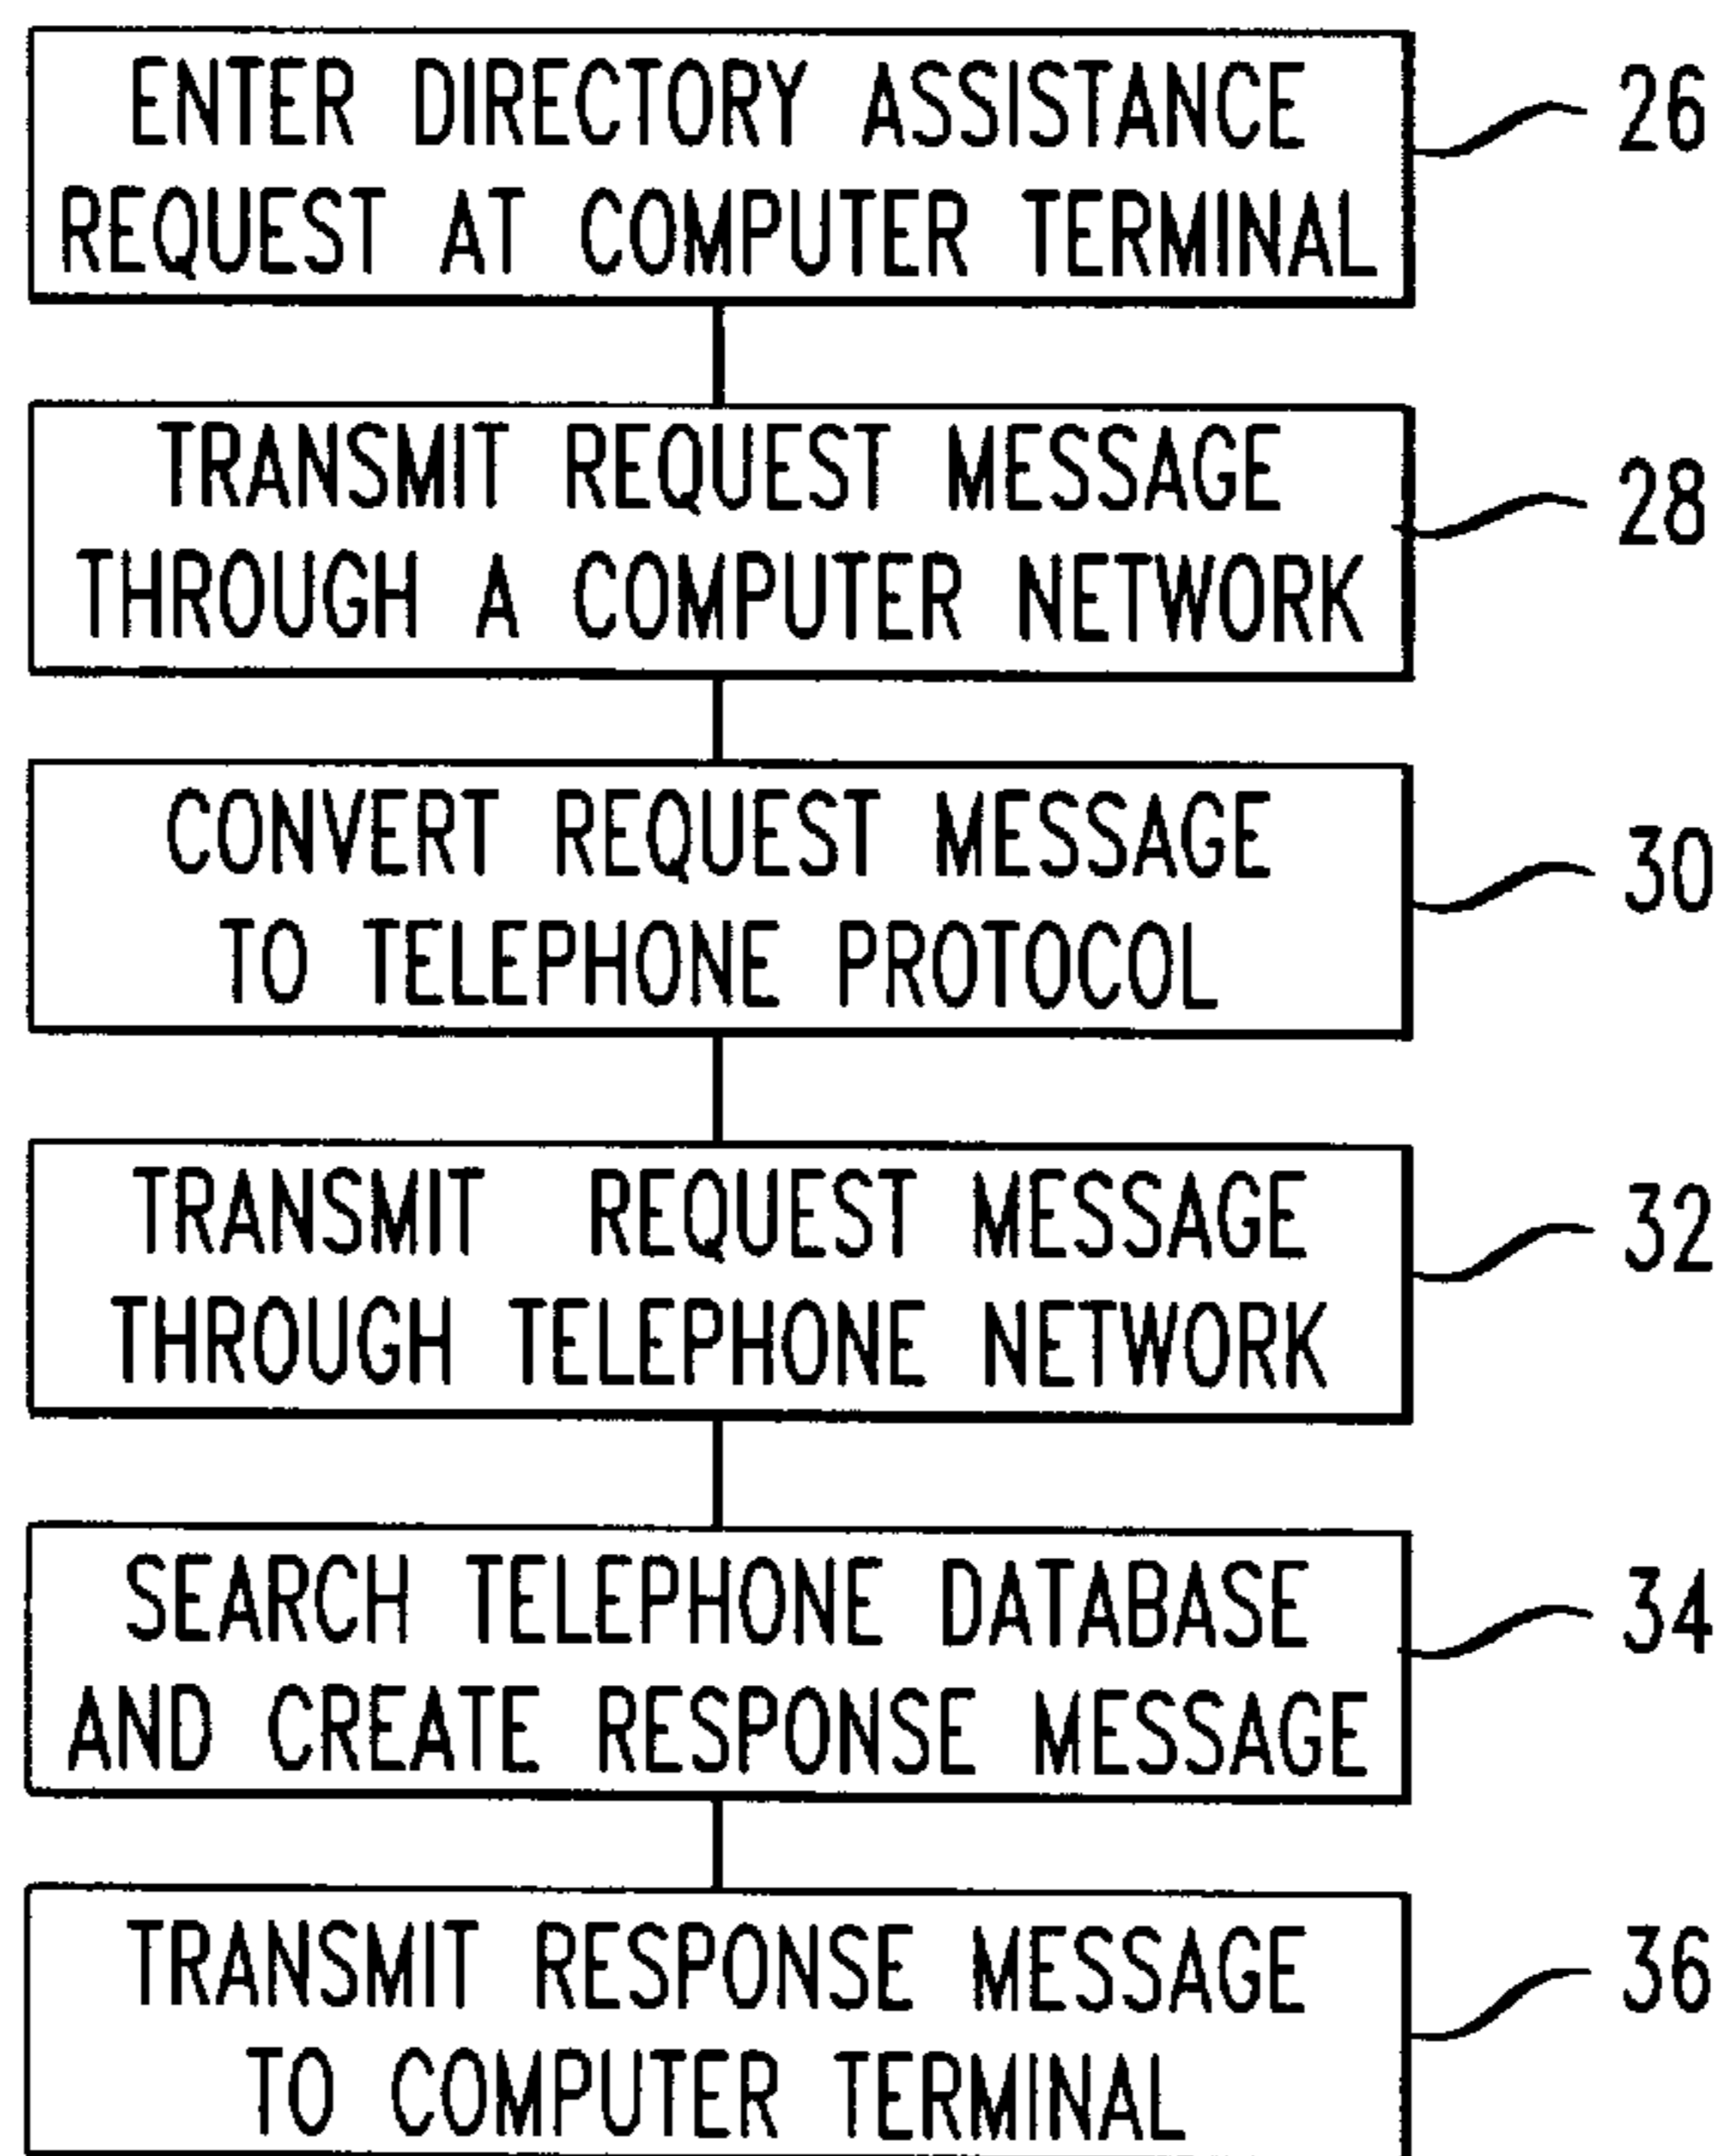 ENTER DIRECTORY ASSISTANCE
REQUEST AT COMPUTER TERMINAL
26
TRANSMIT REQUEST MESSAGE
THROUGH A COMPUTER NETWORK
28
CONVERT REQUEST MESSAGE
TO TELEPHONE PROTOCOL
30
TRANSMIT REQUEST MESSAGE
THROUGH TELEPHONE NETWORK
32
SEARCH TELEPHONE DATABASE
AND CREATE RESPONSE MESSAGE
34
TRANSMIT RESPONSE MESSAGE
TO COMPUTER TERMINAL
36